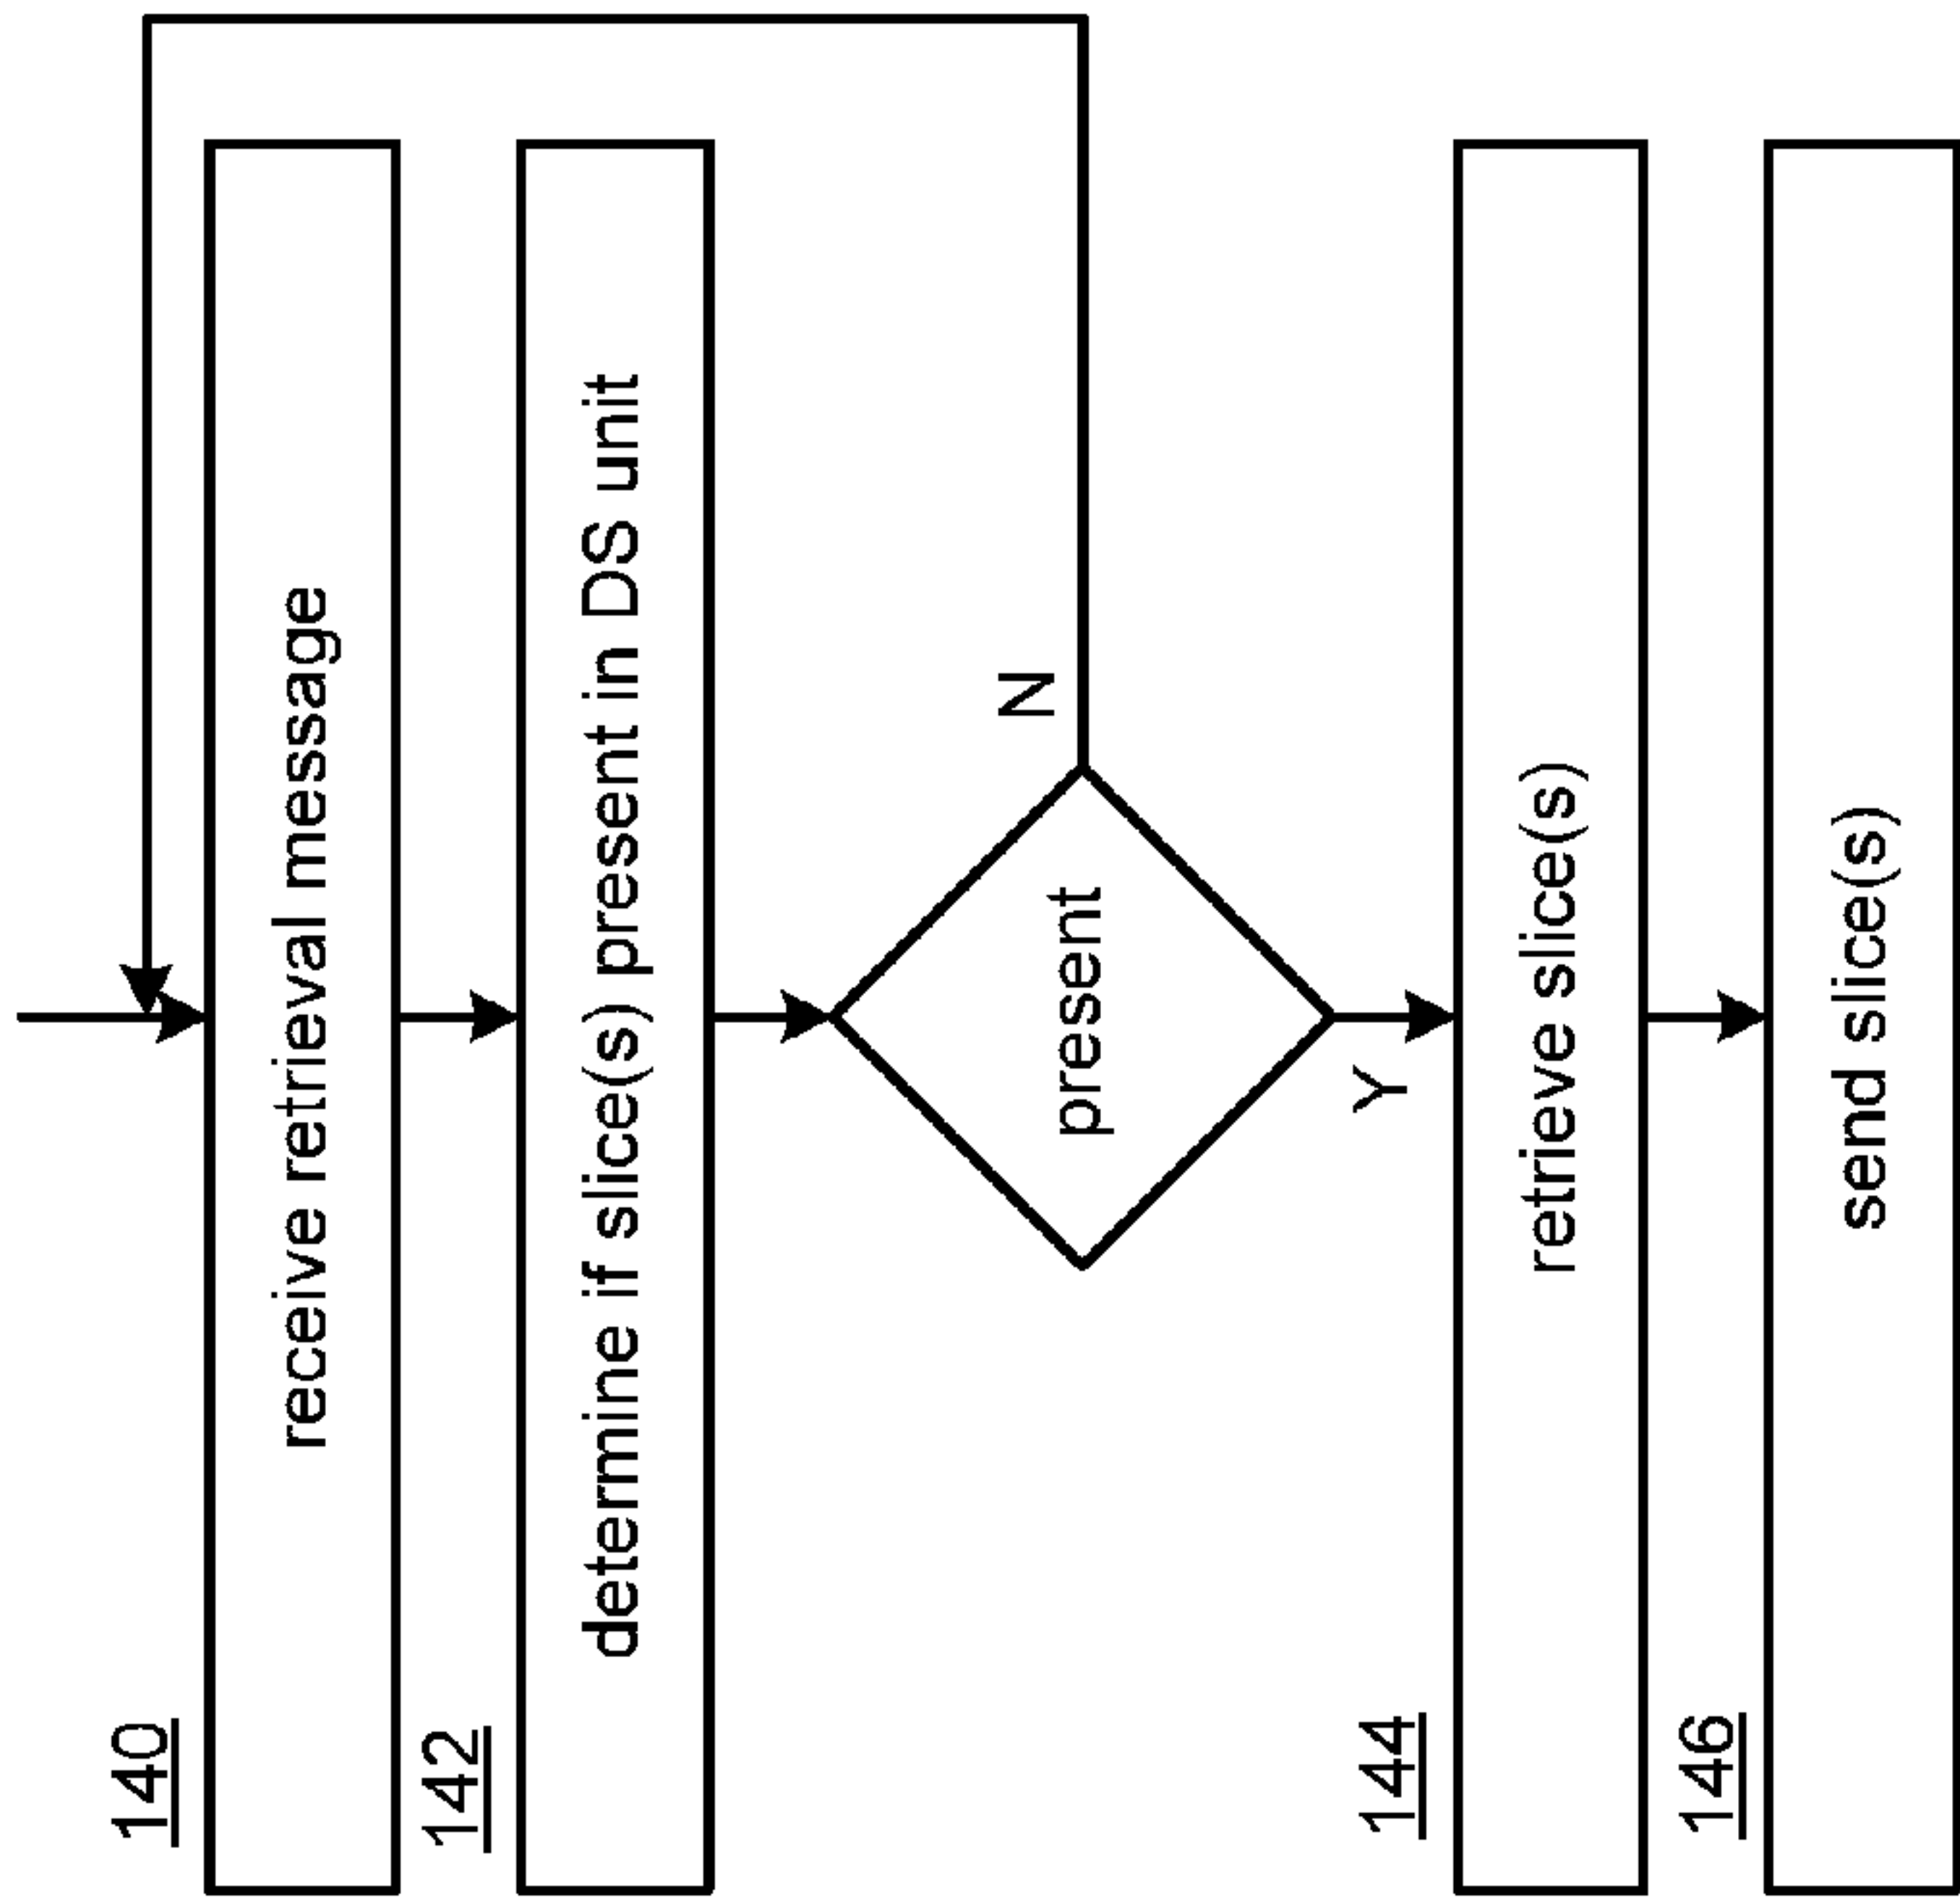 140
receive retrieval message
142
determine if slice(s) present in DS unit
present
N
Y
144
retrieve slice(s)
146
send slice(s)